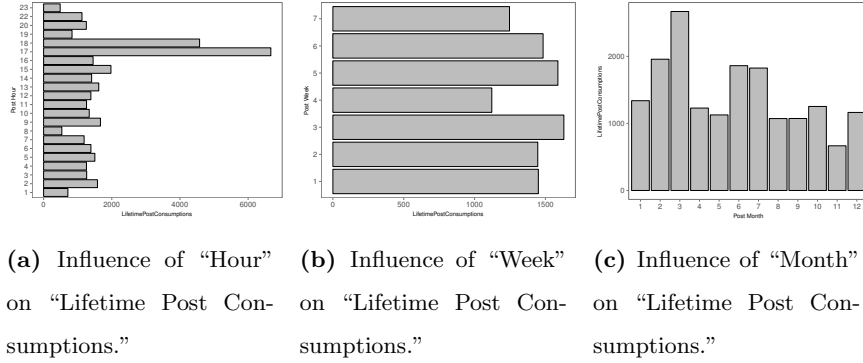 Post Hour
23
22
20
19
18
17
16
15
14
13
12
11
10
9
8
7
6
5
4
3
2
1
0 2000 4000 6000
LifetimePostConsumptions
Post Week
7
6
5
4
3
2
1
0 500 1000 1500
LifetimePostConsumptions
LifetimePostConsumptions
2000
1000
0
1 2 3 4 5 6 7 8 9 10 11 12
Post Month
(a) Influence of “Hour”
on “Lifetime Post Con-
sumptions.”
(b) Influence of “Week”
on “Lifetime Post Con-
sumptions.”
(c) Influence of “Month”
on “Lifetime Post Con-
sumptions.”